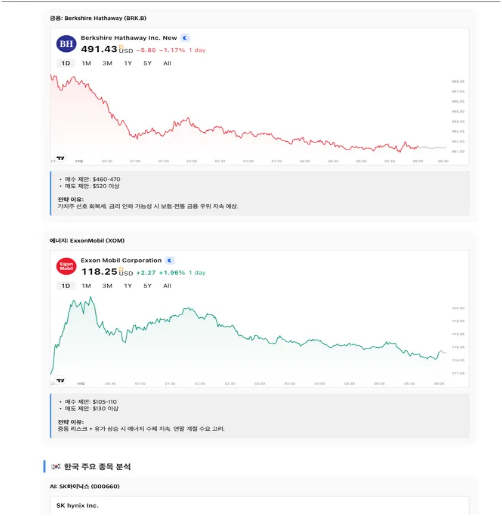 금융: Berkshire Hathaway (BRK.B)
BH
Berkshire Hathaway Inc. New
491.43 USD −5.80 −1.17% 1 day
1D 1M 3M 1Y 5Y All
• 매수 제안: $460-470
• 매도 제안: $520 이상
전략 이유:
가치주 선호 회복세. 금리 인하 가능성 시 보험·전통 금융 우위 지속 예상.
에너지: ExxonMobil (XOM)
Exxon Mobil
Exxon Mobil Corporation
118.25 USD +2.27 +1.96% 1 day
1D 1M 3M 1Y 5Y All
• 매수 제안: $105-110
• 매도 제안: $130 이상
전략 이유:
중동 리스크 + 유가 상승 시 에너지 수혜 지속. 연말 계절 수요 고려.
한국 주요 종목 분석
AI: SK하이닉스 (000660)
SK hynix Inc.